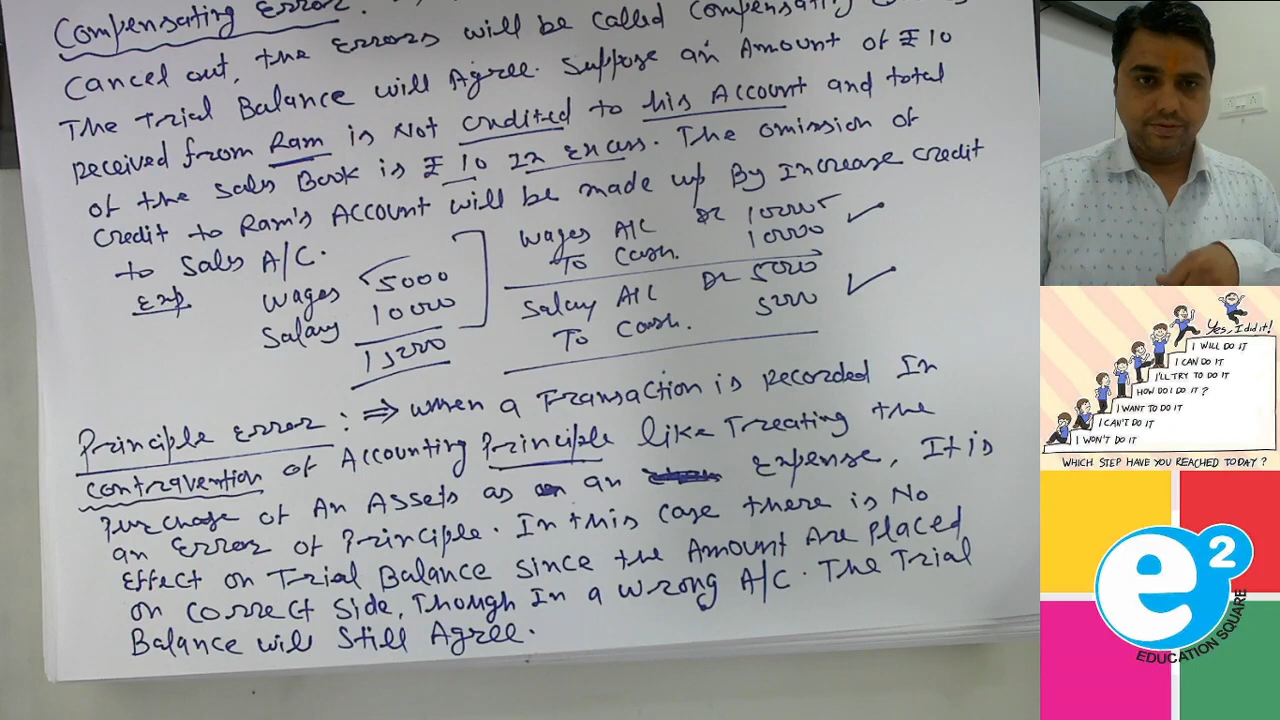 Compensating Error:
Cancel out, the Errors will be called Compensating
The Trial Balance will Agree. Suppose an Amount of ₹10
received from Ram is Not credited to his Account and total
of the Sales Book is ₹10 In Excess. The omission of
credit to Ram's Account will be made up By Increase credit
to Sales A/C.
Exp
Wages 5000
Salary 10000
15000
Wages A/C Dr 10000
To Cash. 10000
Salary A/C Dr 5000
To Cash. 5000
Principle Error: ⇒ When a Transaction is Recorded In
contravention of Accounting Principle like Treating the
Purchase of An Assets as an Expense, It is
an Error of Principle. In this case there is No
Effect on Trial Balance since the Amount Are Placed
on correct Side, Though In a wrong A/C. The Trial
Balance will Still Agree.
Yes, I did it!
I WILL DO IT
I CAN DO IT
I'LL TRY TO DO IT
HOW DO I DO IT?
I WANT TO DO IT
I CAN'T DO IT
I WON'T DO IT
WHICH STEP HAVE YOU REACHED TODAY?
e2
EDUCATION SQUARE